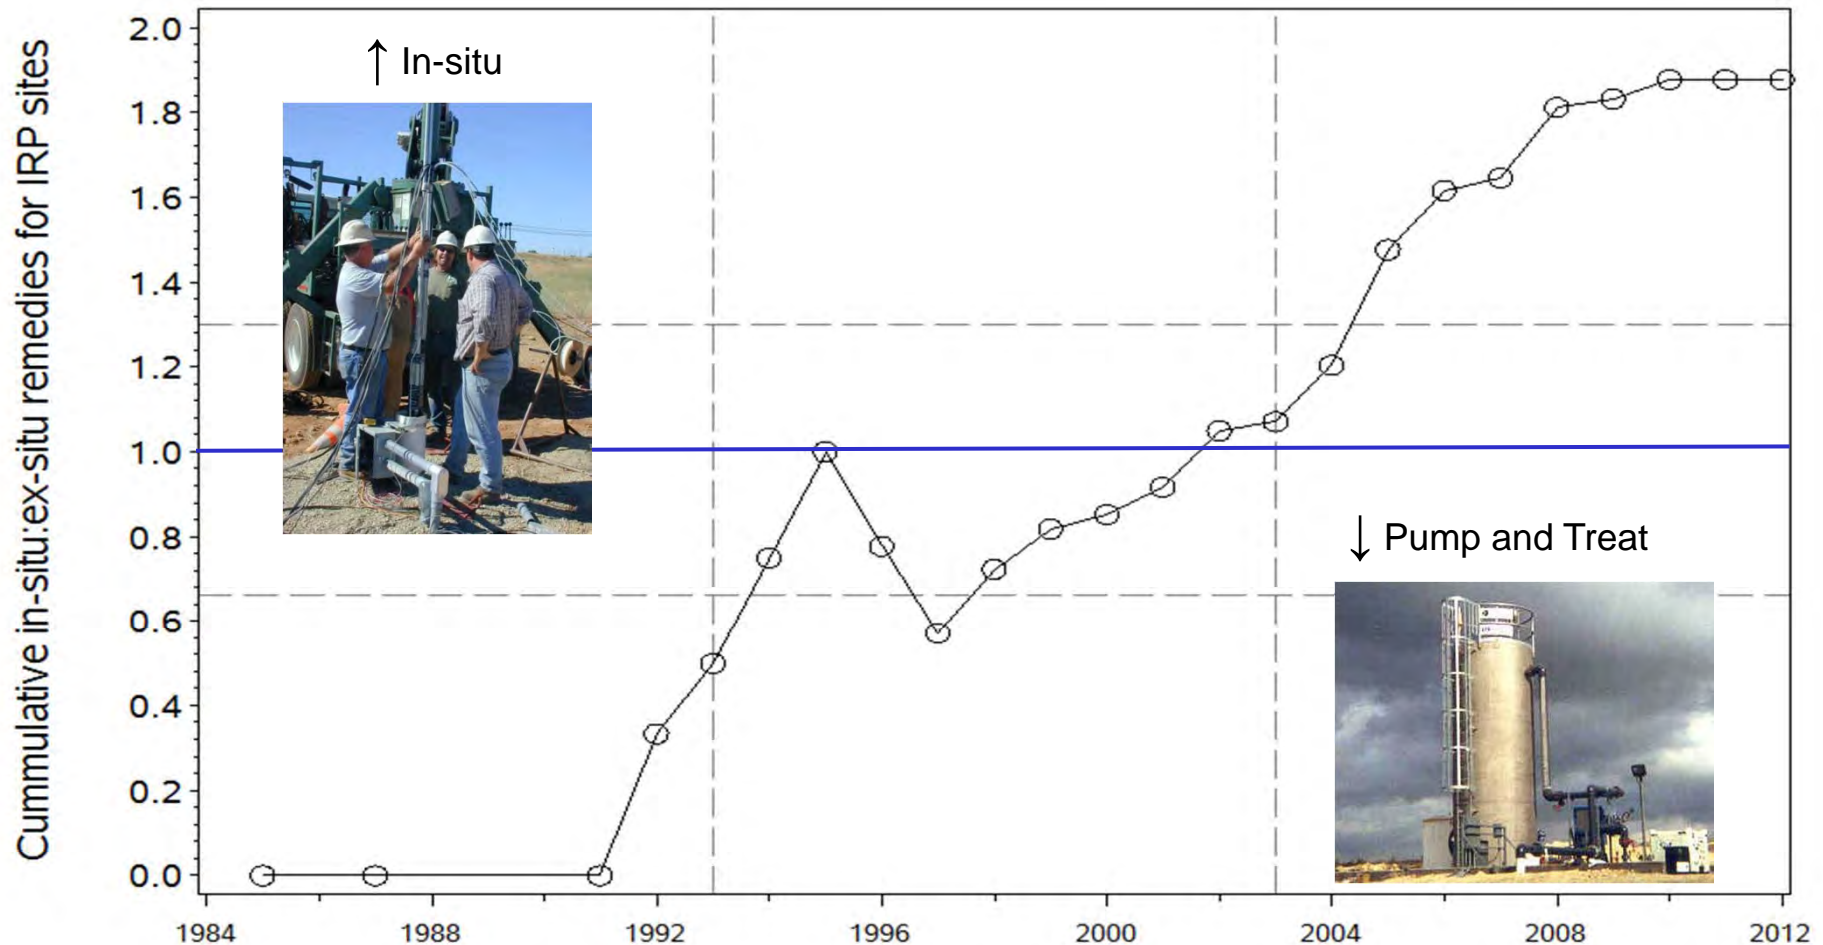 Cummulative in-situ:ex-situ remedies for IRP sites
2.0
1.8
1.6
1.4
1.2
1.0
0.8
0.6
0.4
0.2
0.0
↑ In-situ
↓ Pump and Treat
1984 1988 1992 1996 2000 2004 2008 2012